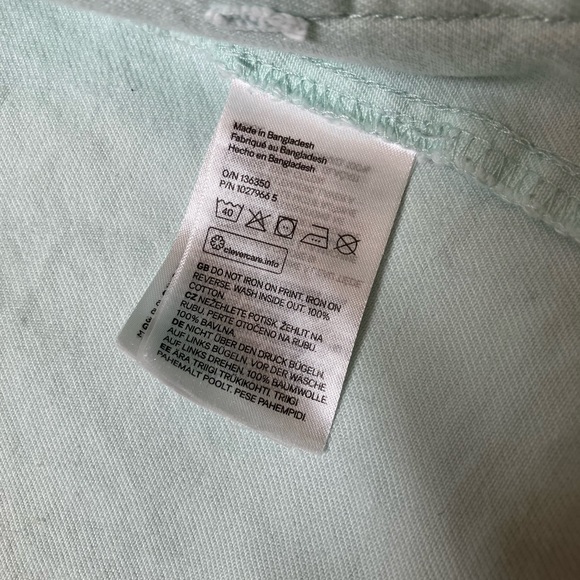 Made in Bangladesh
Fabriqué au Bangladesh
Hecho en Bangladesh
O/N 136350
P/N 1027966 5
40
clevercare.info
GB DO NOT IRON ON PRINT. IRON ON
REVERSE. WASH INSIDE OUT. 100%
COTTON.
CZ NEŽEHLETE POTISK. ŽEHLIT. NA
RUBU. PERTE OTOČENO NA RUBU.
100% BAVLNA.
DE NICHT ÜBER DEN DRUCK BÜGELN.
AUF LINKS BÜGELN. VOR DER WÄSCHE
AUF LINKS DREHEN. 100% BAUMWOLLE.
EE ÄRA TRIIGI TRÜKIKOHTI. TRIIGI
PAHEMALT POOLT. PESE PAHEMPIDI.